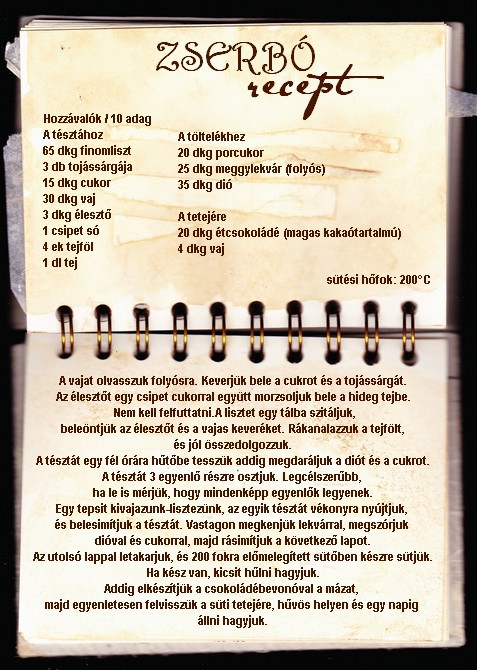 ZSERBÓ
recept
Hozzávalók / 10 adag
A tésztához
65 dkg finomliszt
3 db tojássárgája
15 dkg cukor
30 dkg vaj
3 dkg élesztő
1 csipet só
4 ek tejföl
1 dl tej
A töltelékhez
20 dkg porcukor
25 dkg meggylekvár (folyós)
35 dkg dió
A tetejére
20 dkg étcsokoládé (magas kakaótartalmú)
4 dkg vaj
sütési hőfok: 200°C
A vajat olvasszuk folyósra. Keverjük bele a cukrot és a tojássárgát.
Az élesztőt egy csipet cukorral együtt morzsoljuk bele a hideg tejbe.
Nem kell felfuttatni.A lisztet egy tálba szitáljuk,
beleöntjük az élesztőt és a vajas keveréket. Rákanalazzuk a tejfölt,
és jól összedolgozzuk.
A tésztát egy fél órára hűtőbe tesszük addig megdaráljuk a diót és a cukrot.
A tésztát 3 egyenlő részre osztjuk. Legcélszerűbb,
ha le is mérjük, hogy mindenképp egyenlők legyenek.
Egy tepsit kivajazunk-lisztezünk, az egyik tésztát vékonyra nyújtjuk,
és belesimítjuk a tésztát. Vastagon megkenjük lekvárral, megszórjuk
dióval és cukorral, majd rásimítjuk a következő lapot.
Az utolsó lappal letakarjuk, és 200 fokra előmelegített sütőben készre sütjük.
Ha kész van, kicsit hűlni hagyjuk.
Addig elkészítjük a csokoládébevonóval a mázat,
majd egyenletesen felvisszük a süti tetejére, hűvös helyen és egy napig
állni hagyjuk.